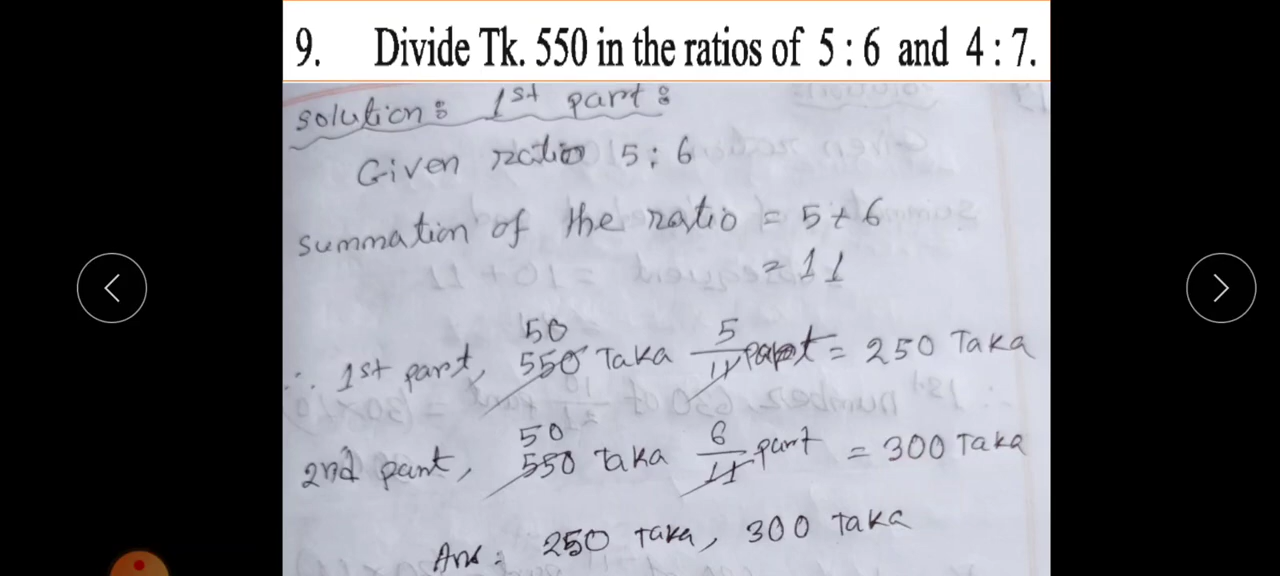 9. Divide Tk. 550 in the ratios of 5 : 6 and 4 : 7.
solution: 1st part:
Given ratio 5 : 6
summation of the ratio = 5 + 6
= 11
50
∴ 1st part, 550 Taka 5/11 part = 250 Taka
50
2nd part, 550 taka 6/11 part = 300 Taka
Ans: 250 taka, 300 taka